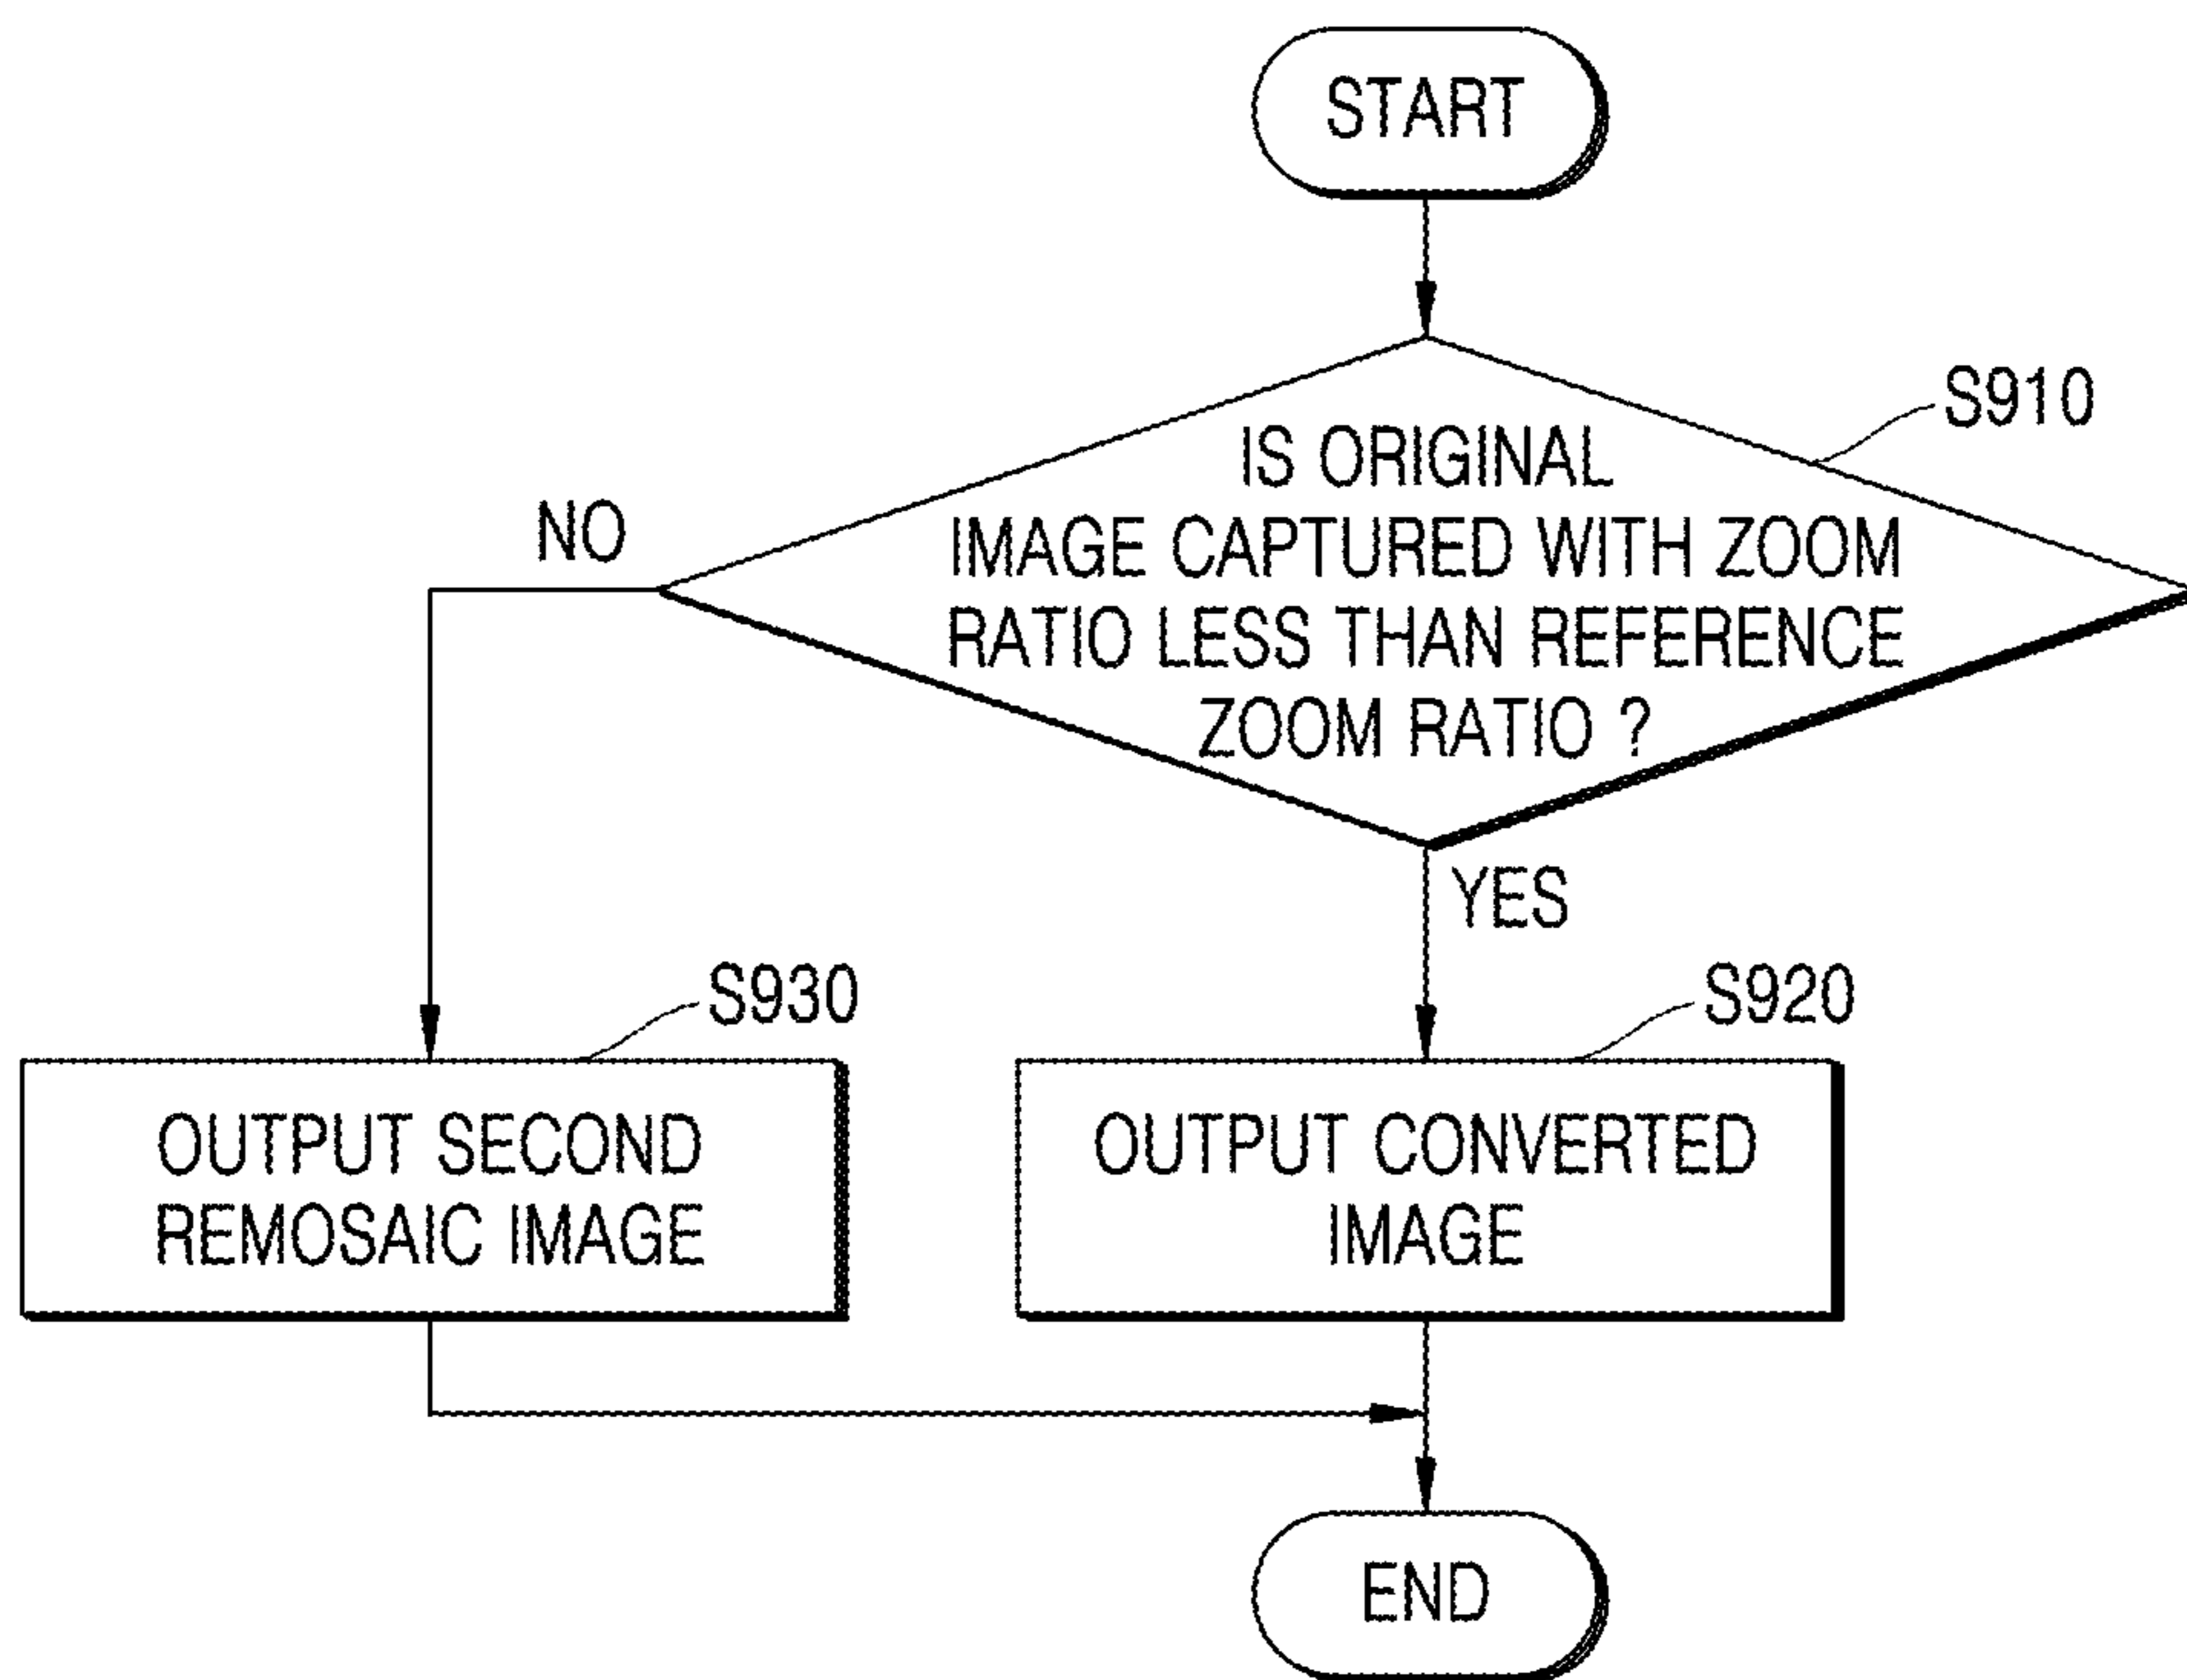 START
S910
IS ORIGINAL
IMAGE CAPTURED WITH ZOOM
RATIO LESS THAN REFERENCE
ZOOM RATIO ?
NO
YES
S930
S920
OUTPUT SECOND
REMOSAIC IMAGE
OUTPUT CONVERTED
IMAGE
END